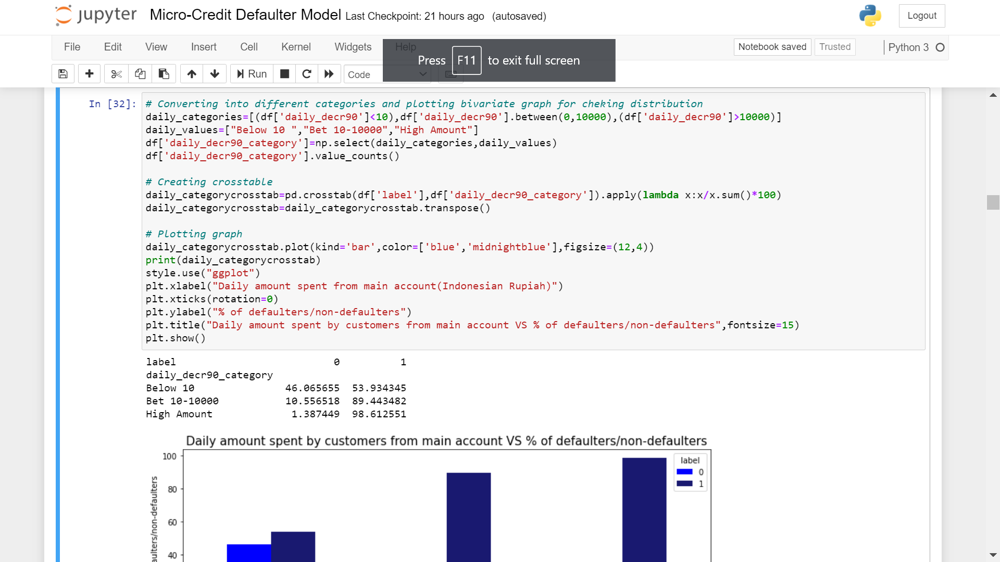 jupyter Micro-Credit Defaulter Model Last Checkpoint: 21 hours ago (autosaved) Logout
File Edit View Insert Cell Kernel Widgets Help Notebook saved Trusted Python 3
Press F11 to exit full screen
Run Code
In [32]:
# Converting into different categories and plotting bivariate graph for cheking distribution
daily_categories=[(df['daily_decr90']<10),df['daily_decr90'].between(0,10000),(df['daily_decr90']>10000)]
daily_values=["Below 10 ","Bet 10-10000","High Amount"]
df['daily_decr90_category']=np.select(daily_categories,daily_values)
df['daily_decr90_category'].value_counts()
# Creating crosstable
daily_categorycrosstab=pd.crosstab(df['label'],df['daily_decr90_category']).apply(lambda x:x/x.sum()*100)
daily_categorycrosstab=daily_categorycrosstab.transpose()
# Plotting graph
daily_categorycrosstab.plot(kind='bar',color=['blue','midnightblue'],figsize=(12,4))
print(daily_categorycrosstab)
style.use("ggplot")
plt.xlabel("Daily amount spent from main account(Indonesian Rupiah)")
plt.xticks(rotation=0)
plt.ylabel("% of defaulters/non-defaulters")
plt.title("Daily amount spent by customers from main account VS % of defaulters/non-defaulters",fontsize=15)
plt.show()
label 0 1
daily_decr90_category
Below 10 46.065655 53.934345
Bet 10-10000 10.556518 89.443482
High Amount 1.387449 98.612551
Daily amount spent by customers from main account VS % of defaulters/non-defaulters
100
80
60
40
aulters/non-defaulters
label
0
1